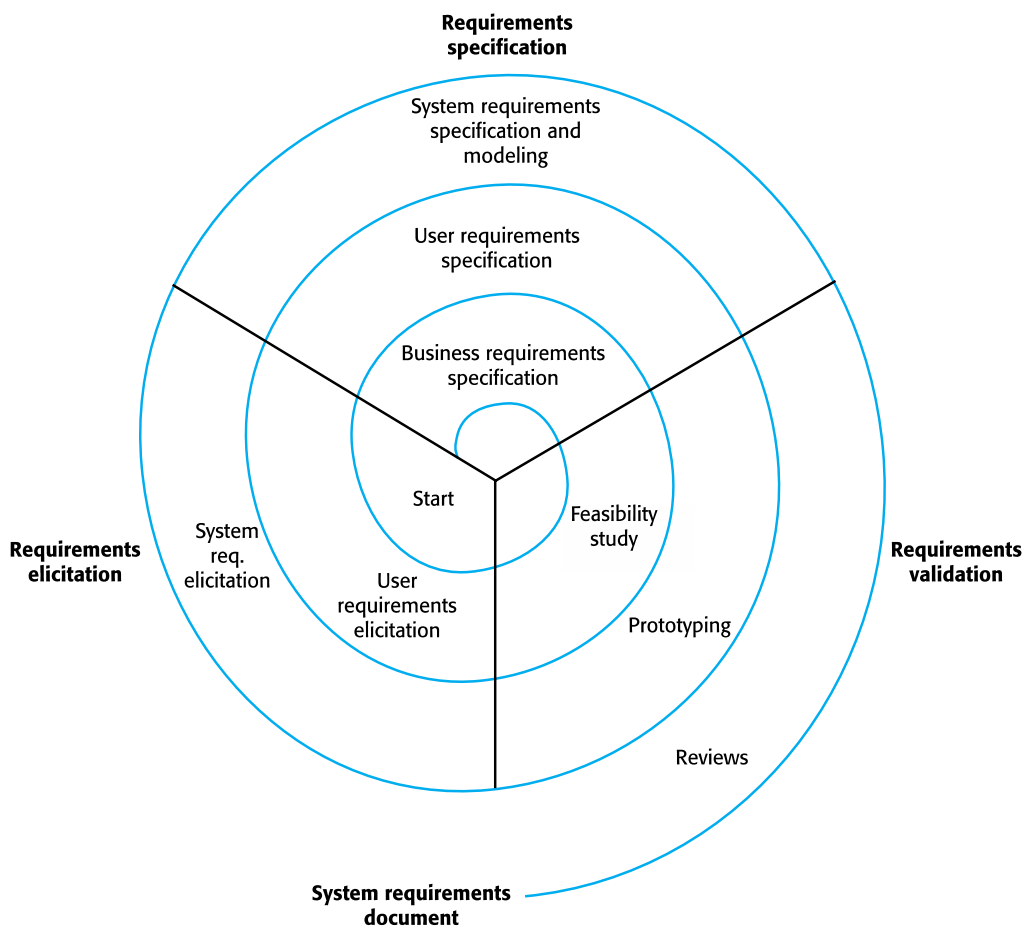 Requirements
specification
System requirements
specification and
modeling
User requirements
specification
Business requirements
specification
Start
Feasibility
study
System
req.
elicitation
Requirements
elicitation
Requirements
validation
User
requirements
elicitation
Prototyping
Reviews
System requirements
document